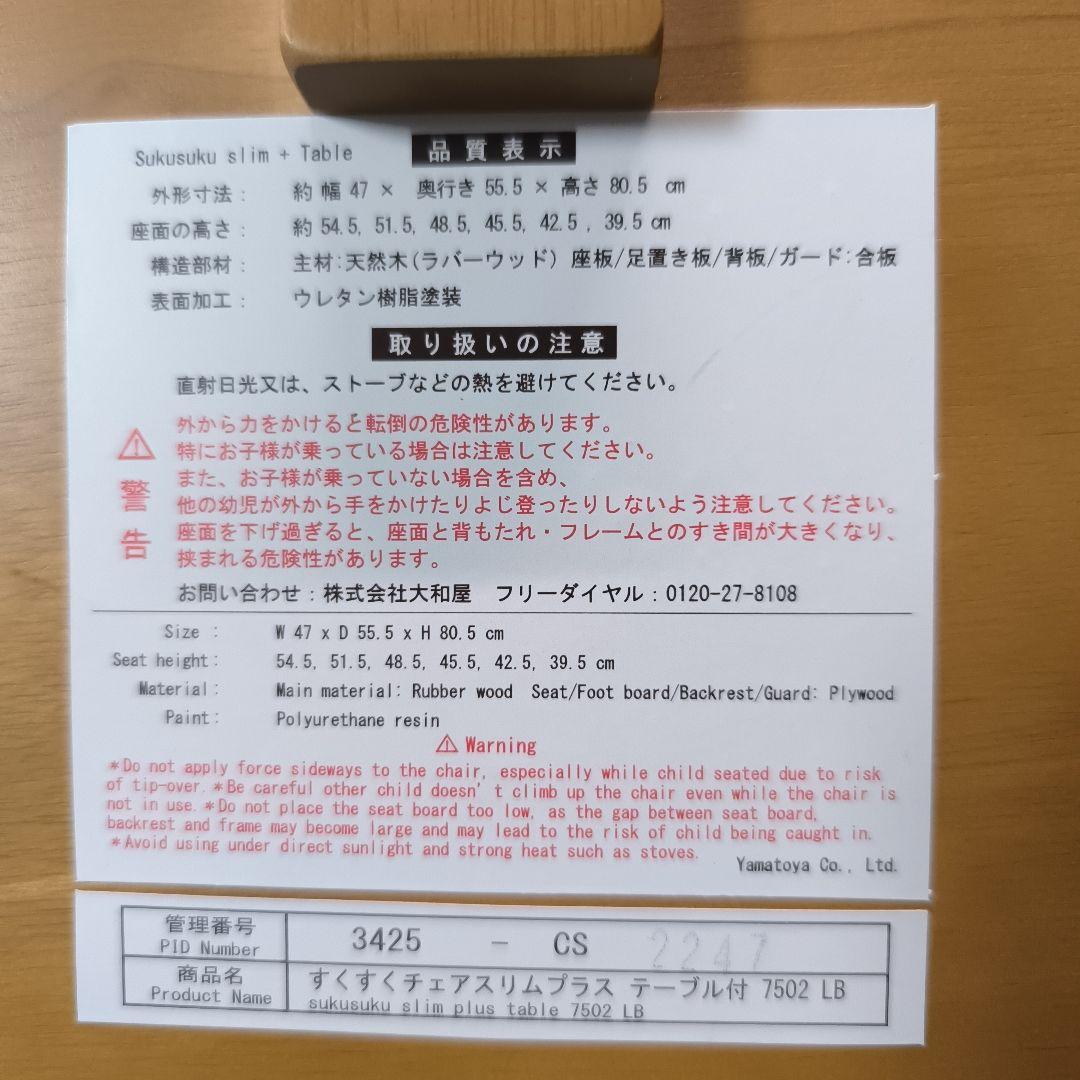 Sukusuku slim + Table 品質表示
外形寸法： 約 幅 47 × 奥行き 55.5 × 高さ 80.5 cm
座面の高さ： 約 54.5, 51.5, 48.5, 45.5, 42.5 , 39.5 cm
構造部材： 主材:天然木(ラバーウッド) 座板/足置き板/背板/ガード:合板
表面加工： ウレタン樹脂塗装
取り扱いの注意
直射日光又は、ストーブなどの熱を避けてください。
⚠警告
外から力をかけると転倒の危険性があります。
特にお子様が乗っている場合は注意してください。
また、お子様が乗っていない場合を含め、
他の幼児が外から手をかけたりよじ登ったりしないよう注意してください。
座面を下げ過ぎると、座面と背もたれ・フレームとのすき間が大きくなり、
挟まれる危険性があります。
お問い合わせ：株式会社大和屋 フリーダイヤル：0120-27-8108
Size : W 47 x D 55.5 x H 80.5 cm
Seat height: 54.5, 51.5, 48.5, 45.5, 42.5, 39.5 cm
Material: Main material: Rubber wood Seat/Foot board/Backrest/Guard: Plywood
Paint: Polyurethane resin
⚠ Warning
*Do not apply force sideways to the chair, especially while child seated due to risk
of tip-over. *Be careful other child doesn't climb up the chair even while the chair is
not in use. *Do not place the seat board too low, as the gap between seat board,
backrest and frame may become large and may lead to the risk of child being caught in.
*Avoid using under direct sunlight and strong heat such as stoves.
Yamatoya Co., Ltd.
管理番号
PID Number
3425 - CS 2247
商品名
Product Name
すくすくチェアスリムプラス テーブル付 7502 LB
sukusuku slim plus table 7502 LB